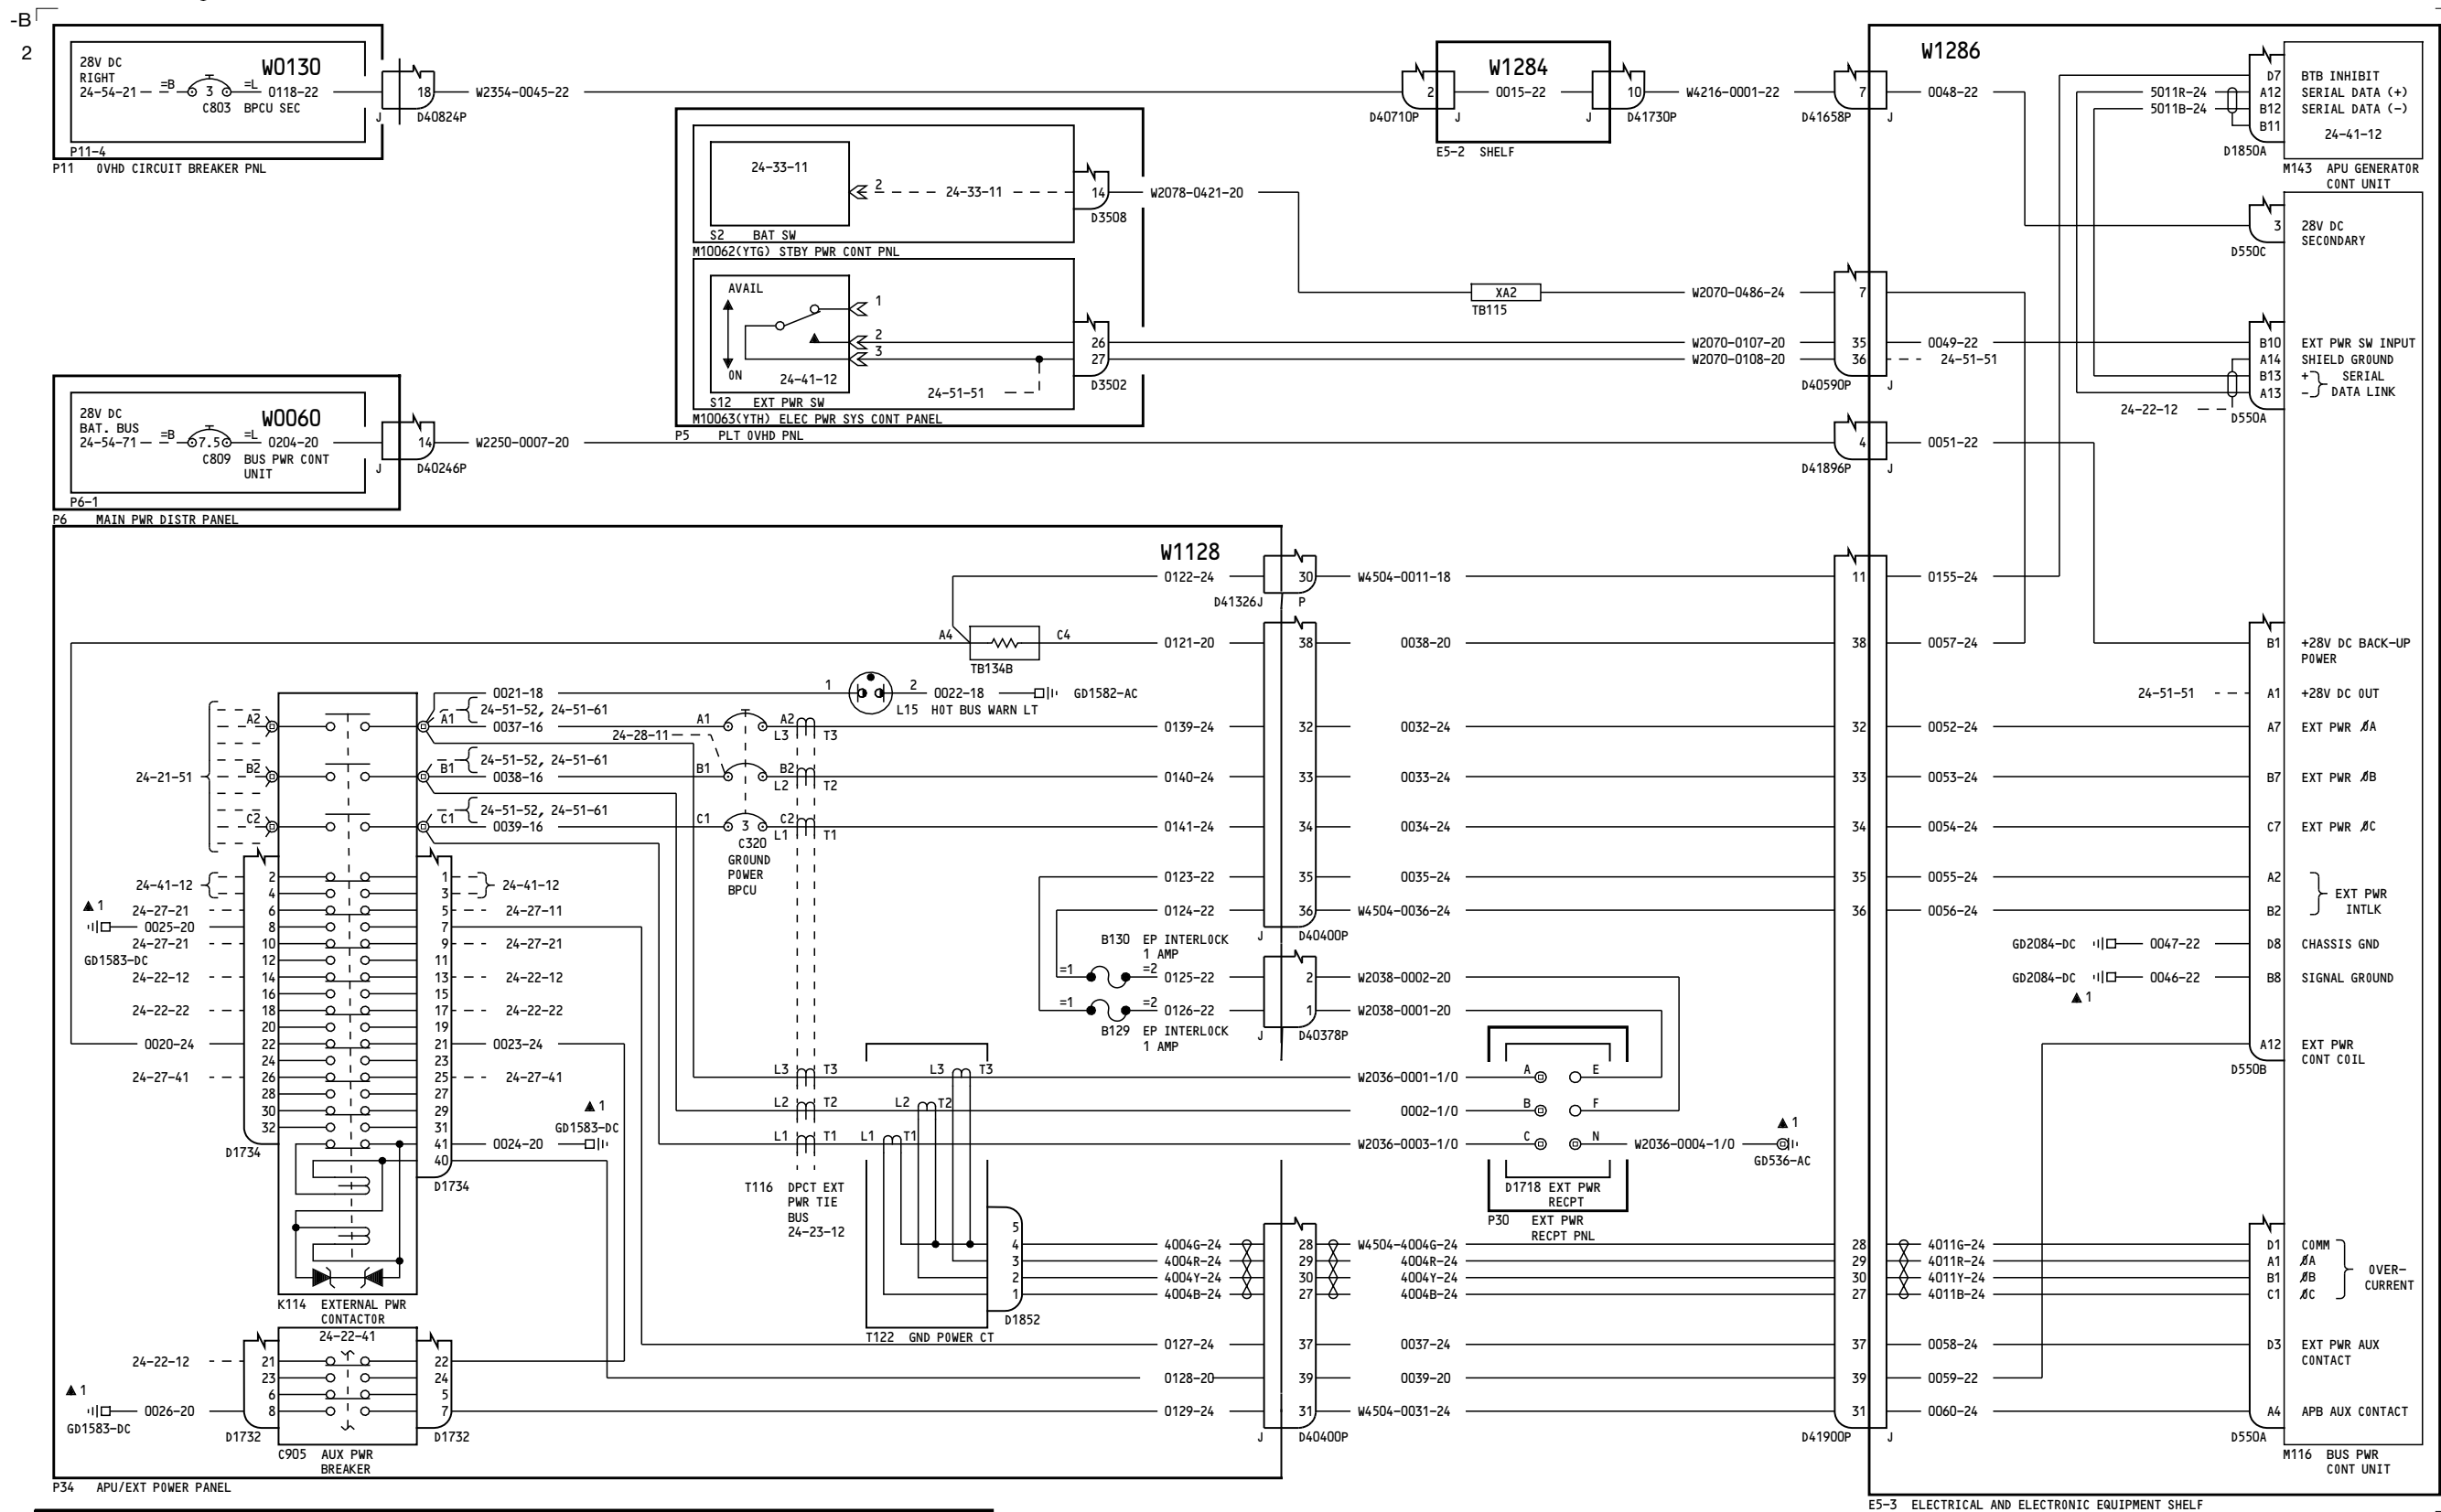 -B
2
28V DC
RIGHT
24-54-21 =B 3 =L 0118-22
W0130
C803 BPCU SEC
P11-4
P11 OVHD CIRCUIT BREAKER PNL
18
J D40824P
W2354-0045-22
2
D40710P J
W1284
0015-22
10
J D41730P
E5-2 SHELF
W4216-0001-22
7
D41658P J
W1286
0048-22
D7 BTB INHIBIT
5011R-24 A12 SERIAL DATA (+)
5011B-24 B12 SERIAL DATA (-)
B11
24-41-12
D1850A
M143 APU GENERATOR
CONT UNIT
24-33-11
2 24-33-11 14
D3508
W2078-0421-20
S2 BAT SW
M10062(YTG) STBY PWR CONT PNL
3 28V DC
SECONDARY
D550C
AVAIL
ON
1
2
3
24-41-12
24-51-51
26
27
D3502
S12 EXT PWR SW
M10063(YTH) ELEC PWR SYS CONT PANEL
P5 PLT OVHD PNL
XA2
TB115
W2070-0486-24 7
W2070-0107-20 35 0049-22
W2070-0108-20 36 24-51-51
D40590P J
B10 EXT PWR SW INPUT
A14 SHIELD GROUND
B13 + SERIAL
A13 - DATA LINK
24-22-12
D550A
28V DC
BAT. BUS
24-54-71 =B 7.5 =L 0204-20
W0060
C809 BUS PWR CONT
UNIT
P6-1
P6 MAIN PWR DISTR PANEL
14
J D40246P
W2250-0007-20
4
D41896P J
0051-22
W1128
0122-24 30 W4504-0011-18 11 0155-24
D41326J P
A4 C4 0121-20 38 0038-20 38 0057-24
TB134B
B1 +28V DC BACK-UP
POWER
24-51-51 A1 +28V DC OUT
0021-18 1 2 0022-18 GD1582-AC
L15 HOT BUS WARN LT
24-51-52, 24-51-61
A2 A1 0037-16 A1 A2 L3 T3 0139-24 32 0032-24 32 0052-24 A7 EXT PWR ØA
24-28-11
24-51-52, 24-51-61
24-21-51 B2 B1 0038-16 B1 B2 L2 T2 0140-24 33 0033-24 33 0053-24 B7 EXT PWR ØB
24-51-52, 24-51-61
C2 C1 0039-16 C1 3 C2 L1 T1 0141-24 34 0034-24 34 0054-24 C7 EXT PWR ØC
C320
GROUND
POWER
BPCU
24-41-12 2 1 24-41-12
4 3
▲1
24-27-21 6 5 24-27-11
0025-20 8 7
24-27-21 10 9 24-27-21
GD1583-DC
12 11
24-22-12 14 13 24-22-12
16 15
24-22-22 18 17 24-22-22
20 19
0020-24 22 21 0023-24
24 23
24-27-41 26 25 24-27-41
28 27
30 29
32 31
41 0024-20
40
▲1
GD1583-DC
D1734
D1734
K114 EXTERNAL PWR
CONTACTOR
0123-22 35 0035-24 35 0055-24 A2 EXT PWR
0124-22 36 W4504-0036-24 36 0056-24 B2 INTLK
J D40400P
B130 EP INTERLOCK
1 AMP
=1 =2 0125-22 2 W2038-0002-20
=1 =2 0126-22 1 W2038-0001-20
B129 EP INTERLOCK
1 AMP
J D40378P
GD2084-DC 0047-22 D8 CHASSIS GND
GD2084-DC 0046-22 B8 SIGNAL GROUND
▲1
A12 EXT PWR
CONT COIL
D550B
L3 T3 L3 T3 W2036-0001-1/0 A E
L2 T2 L2 T2 0002-1/0 B F
L1 T1 L1 T1 W2036-0003-1/0 C N W2036-0004-1/0
▲1
GD536-AC
D1718 EXT PWR
RECPT
P30 EXT PWR
RECPT PNL
T116 DPCT EXT
PWR TIE
BUS
24-23-12
5
4 4004G-24 28 W4504-4004G-24 28 4011G-24 D1 COMM
3 4004R-24 29 4004R-24 29 4011R-24 A1 ØA
2 4004Y-24 30 4004Y-24 30 4011Y-24 B1 ØB
1 4004B-24 27 4004B-24 27 4011B-24 C1 ØC
OVER-
CURRENT
D1852
T122 GND POWER CT
24-22-41
24-22-12 21 22
23 24
6 5
▲1
0026-20 8 7
GD1583-DC
D1732
D1732
C905 AUX PWR
BREAKER
0127-24 37 0037-24 37 0058-24 D3 EXT PWR AUX
CONTACT
0128-20 39 0039-20 39 0059-22
0129-24 31 W4504-0031-24 31 0060-24 A4 APB AUX CONTACT
J D40400P
D41900P J
D550A
M116 BUS PWR
CONT UNIT
P34 APU/EXT POWER PANEL
E5-3 ELECTRICAL AND ELECTRONIC EQUIPMENT SHELF